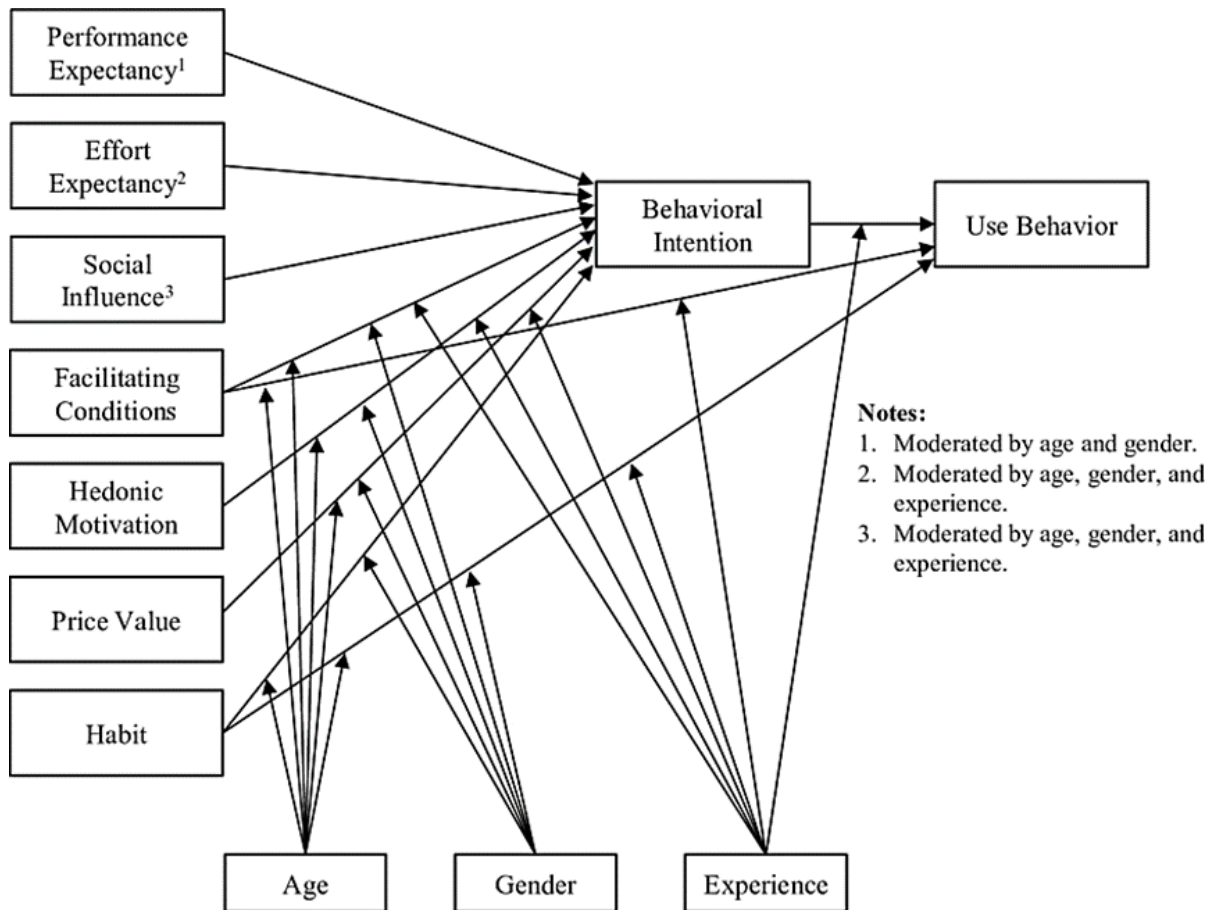 Performance
Expectancy¹
Effort
Expectancy²
Social
Influence³
Facilitating
Conditions
Hedonic
Motivation
Price Value
Habit
Behavioral
Intention
Use Behavior
Notes:
1. Moderated by age and gender.
2. Moderated by age, gender, and
experience.
3. Moderated by age, gender, and
experience.
Age
Gender
Experience